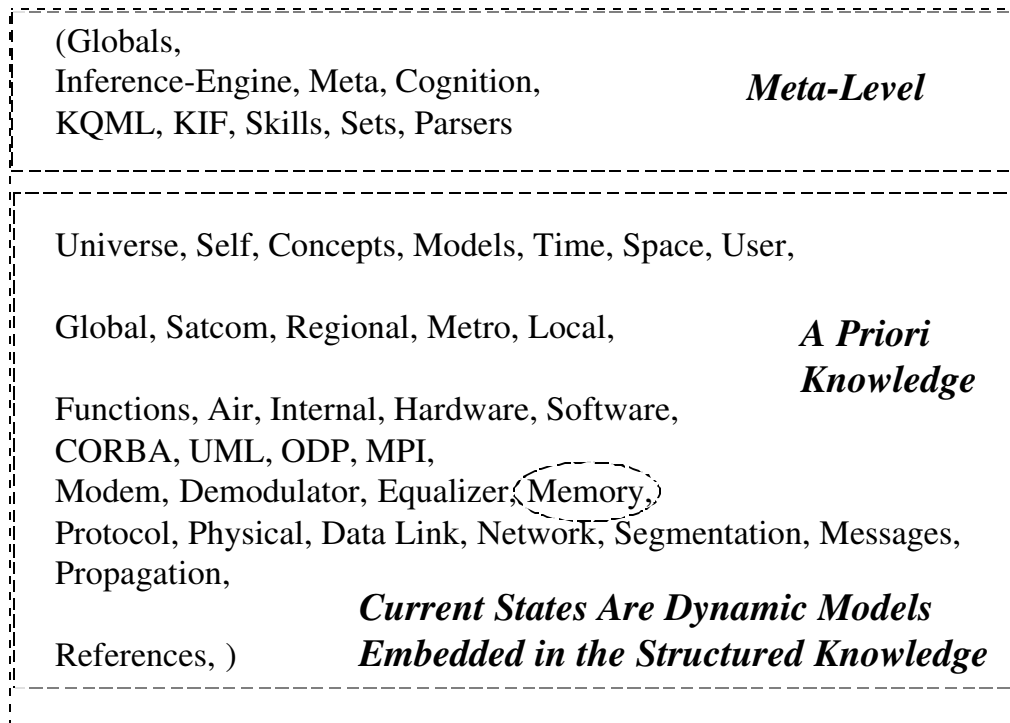 (Globals,
Inference-Engine, Meta, Cognition,
KQML, KIF, Skills, Sets, Parsers
Meta-Level
Universe, Self, Concepts, Models, Time, Space, User,
Global, Satcom, Regional, Metro, Local,
A Priori
Knowledge
Functions, Air, Internal, Hardware, Software,
CORBA, UML, ODP, MPI,
Modem, Demodulator, Equalizer, Memory,
Protocol, Physical, Data Link, Network, Segmentation, Messages,
Propagation,
References, )
Current States Are Dynamic Models
Embedded in the Structured Knowledge